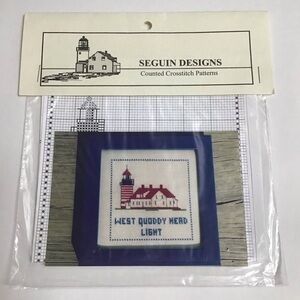 SEGUIN DESIGNS
Counted Crosstitch Patterns
WEST QUODDY HEAD
LIGHT